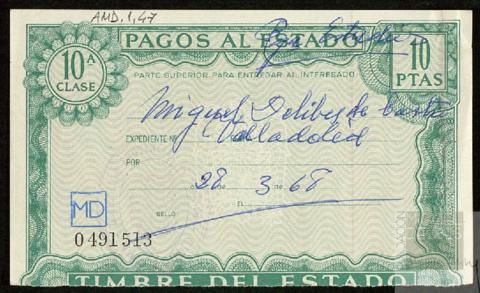 AMD,1,47
PAGOS AL ESTADO
10ª CLASE
10 PTAS
PARTE SUPERIOR PARA ENTREGAR AL INTERESADO
Miguel Delibes de
EXPEDIENTE Nº
Valladolid
POR
28 3-68
SELLO
MD
0491513
TIMBRE DEL ESTADO